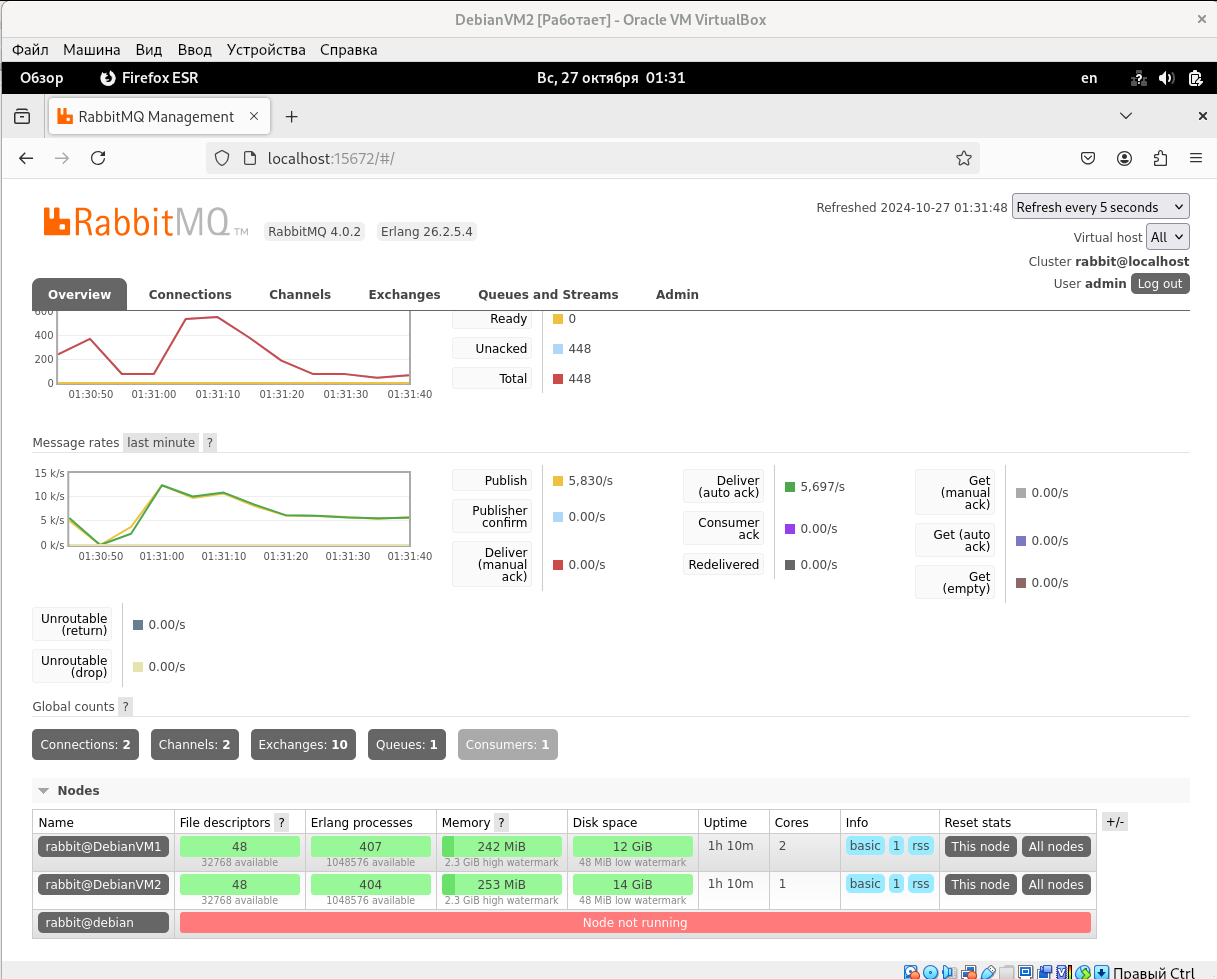 DebianVM2 [Работает] - Oracle VM VirtualBox
Файл Машина Вид Ввод Устройства Справка
Обзор Firefox ESR Вс, 27 октября 01:31 en
RabbitMQ Management
localhost:15672/#/
RabbitMQ TM RabbitMQ 4.0.2 Erlang 26.2.5.4
Refreshed 2024-10-27 01:31:48 Refresh every 5 seconds
Virtual host All
Cluster rabbit@localhost
User admin Log out
Overview Connections Channels Exchanges Queues and Streams Admin
600
400
200
0
01:30:50 01:31:00 01:31:10 01:31:20 01:31:30 01:31:40
Ready 0
Unacked 448
Total 448
Message rates last minute ?
15 k/s
10 k/s
5 k/s
0 k/s
01:30:50 01:31:00 01:31:10 01:31:20 01:31:30 01:31:40
Publish 5,830/s
Publisher
confirm 0.00/s
Deliver
(manual
ack) 0.00/s
Deliver
(auto ack) 5,697/s
Consumer
ack 0.00/s
Redelivered 0.00/s
Get
(manual
ack) 0.00/s
Get (auto
ack) 0.00/s
Get
(empty) 0.00/s
Unroutable
(return) 0.00/s
Unroutable
(drop) 0.00/s
Global counts ?
Connections: 2 Channels: 2 Exchanges: 10 Queues: 1 Consumers: 1
Nodes
Name File descriptors ? Erlang processes Memory ? Disk space Uptime Cores Info Reset stats +/-
rabbit@DebianVM1 48 407 242 MiB 12 GiB 1h 10m 2 basic 1 rss This node All nodes
32768 available 1048576 available 2.3 GiB high watermark 48 MiB low watermark
rabbit@DebianVM2 48 404 253 MiB 14 GiB 1h 10m 1 basic 1 rss This node All nodes
32768 available 1048576 available 2.3 GiB high watermark 48 MiB low watermark
rabbit@debian Node not running
Правый Ctrl